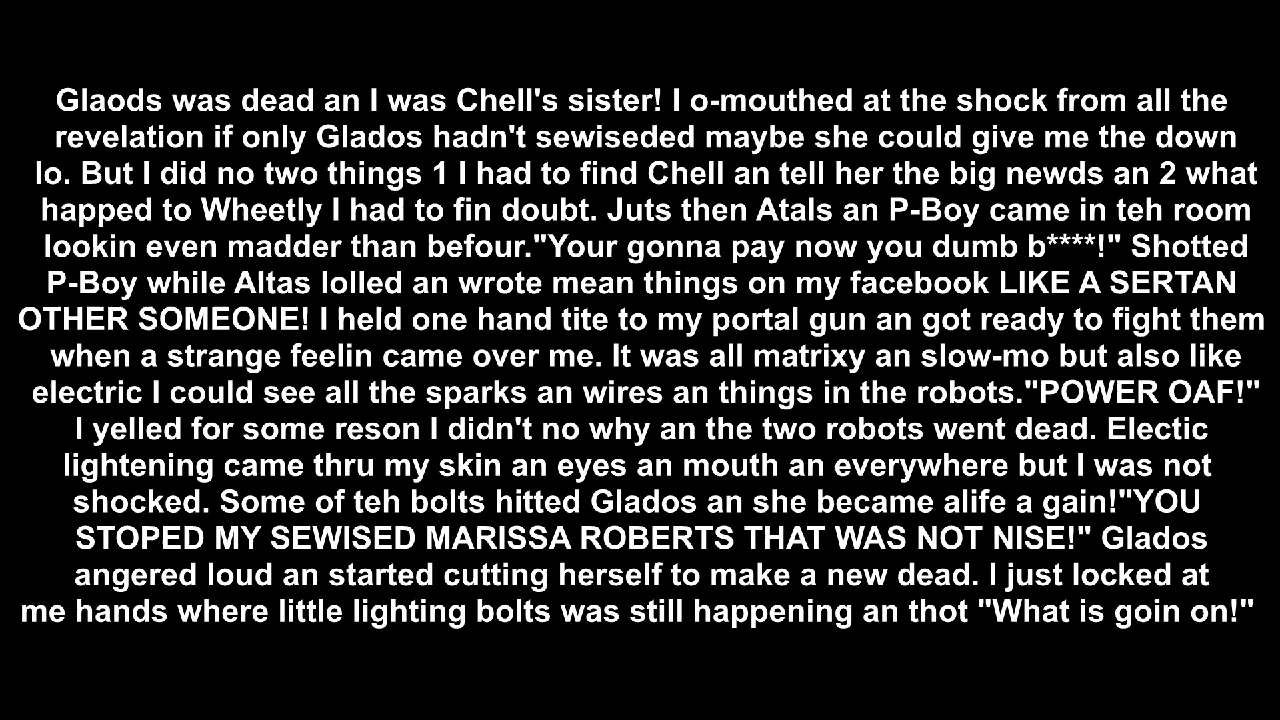 Glaods was dead an I was Chell's sister! I o-mouthed at the shock from all the
revelation if only Glados hadn't sewiseded maybe she could give me the down
lo. But I did no two things 1 I had to find Chell an tell her the big newds an 2 what
happed to Wheetly I had to fin doubt. Juts then Atals an P-Boy came in teh room
lookin even madder than befour."Your gonna pay now you dumb b****!" Shotted
P-Boy while Altas lolled an wrote mean things on my facebook LIKE A SERTAN
OTHER SOMEONE! I held one hand tite to my portal gun an got ready to fight them
when a strange feelin came over me. It was all matrixy an slow-mo but also like
electric I could see all the sparks an wires an things in the robots."POWER OAF!"
I yelled for some reson I didn't no why an the two robots went dead. Electic
lightening came thru my skin an eyes an mouth an everywhere but I was not
shocked. Some of teh bolts hitted Glados an she became alife a gain!"YOU
STOPED MY SEWISED MARISSA ROBERTS THAT WAS NOT NISE!" Glados
angered loud an started cutting herself to make a new dead. I just locked at
me hands where little lighting bolts was still happening an thot "What is goin on!"